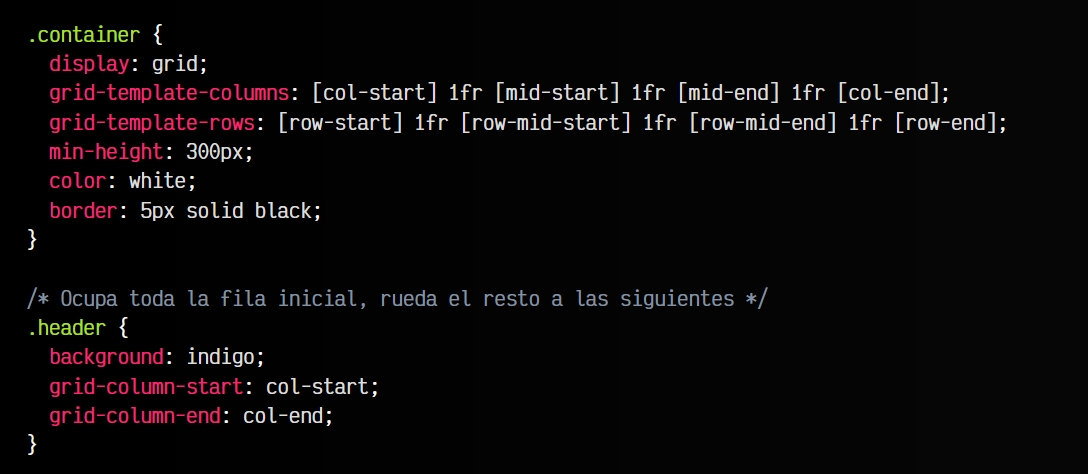 .container {
  display: grid;
  grid-template-columns: [col-start] 1fr [mid-start] 1fr [mid-end] 1fr [col-end];
  grid-template-rows: [row-start] 1fr [row-mid-start] 1fr [row-mid-end] 1fr [row-end];
  min-height: 300px;
  color: white;
  border: 5px solid black;
}

/* Ocupa toda la fila inicial, rueda el resto a las siguientes */
.header {
  background: indigo;
  grid-column-start: col-start;
  grid-column-end: col-end;
}